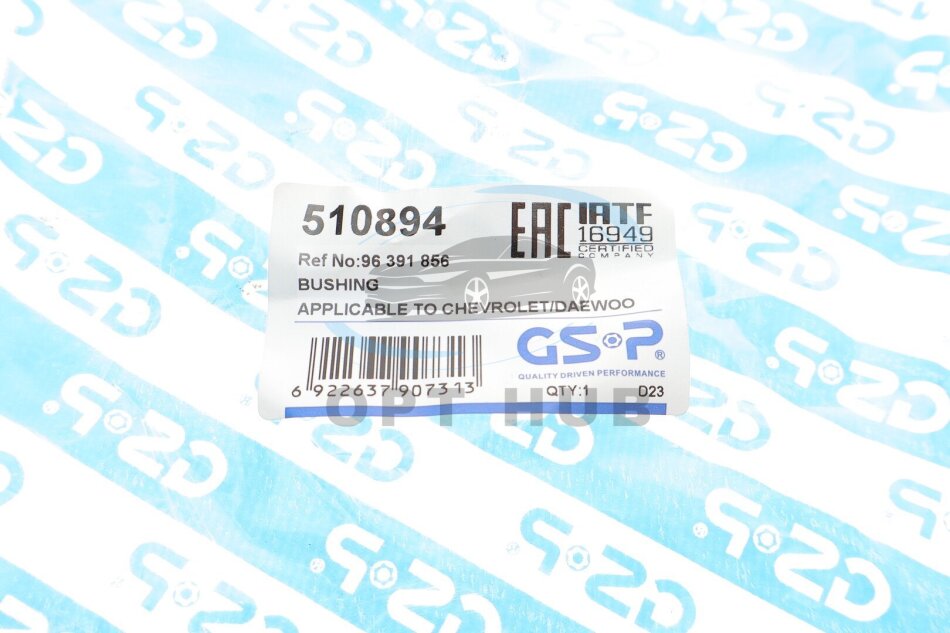 510894
EAC
IATF
16949
CERTIFIED
COMPANY
Ref No:96 391 856
BUSHING
APPLICABLE TO CHEVROLET/DAEWOO
GSP®
QUALITY DRIVEN PERFORMANCE
6 922637 907313
QTY:1 D23
OPT HUB